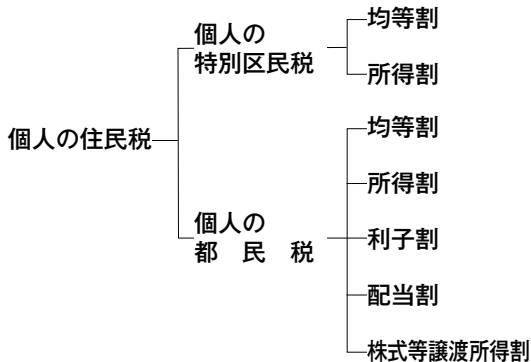 個人の住民税
個人の
特別区民税
均等割
所得割
個人の
都　民　税
均等割
所得割
利子割
配当割
株式等譲渡所得割